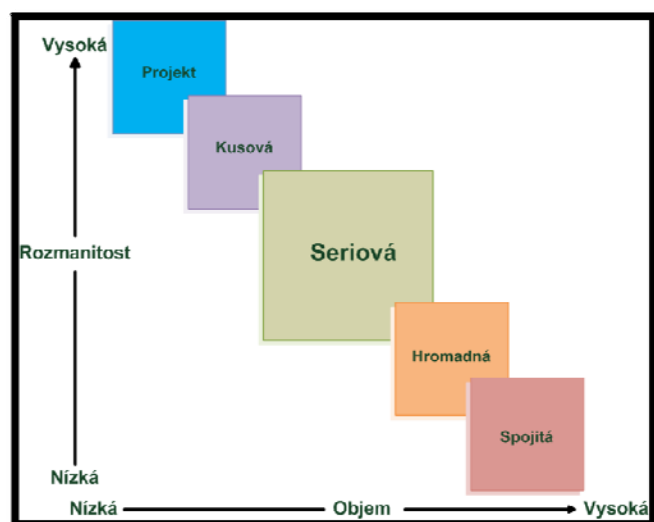 Vysoká
Projekt
Kusová
Seriová
Rozmanitost
Hromadná
Spojitá
Nízká
Nízká
Objem
Vysoká